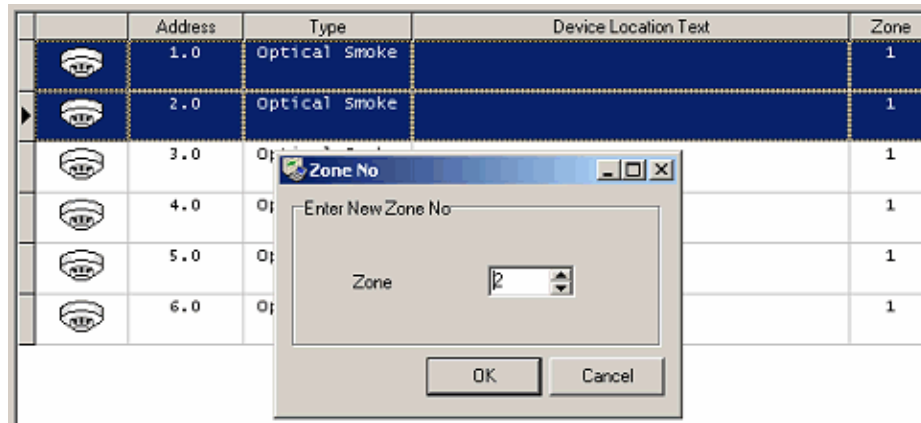 Address Type Device Location Text Zone
1.0 Optical Smoke 1
2.0 Optical Smoke 1
3.0 1
Zone No
4.0 1
Enter New Zone No
5.0 1
Zone 2
6.0 1
OK Cancel